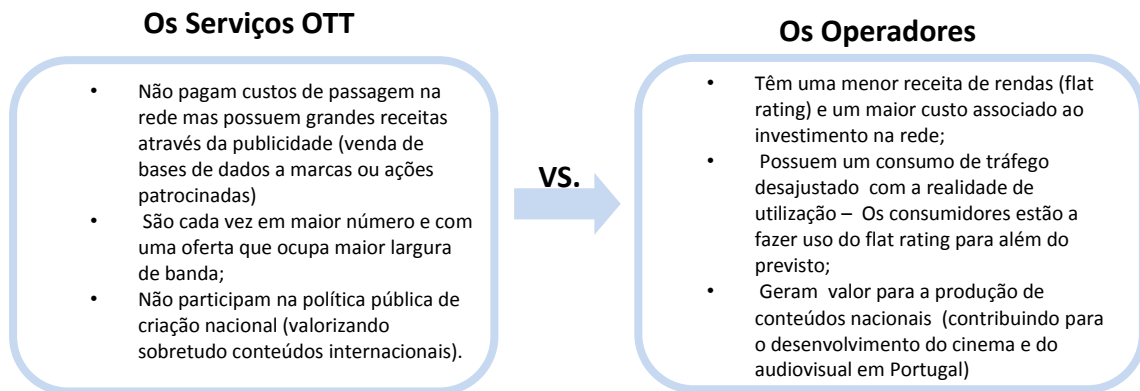 Os Serviços OTT
• Não pagam custos de passagem na
rede mas possuem grandes receitas
através da publicidade (venda de
bases de dados a marcas ou ações
patrocinadas)
• São cada vez em maior número e com
uma oferta que ocupa maior largura
de banda;
• Não participam na política pública de
criação nacional (valorizando
sobretudo conteúdos internacionais).
VS.
Os Operadores
• Têm uma menor receita de rendas (flat
rating) e um maior custo associado ao
investimento na rede;
• Possuem um consumo de tráfego
desajustado com a realidade de
utilização – Os consumidores estão a
fazer uso do flat rating para além do
previsto;
• Geram valor para a produção de
conteúdos nacionais (contribuindo para
o desenvolvimento do cinema e do
audiovisual em Portugal)